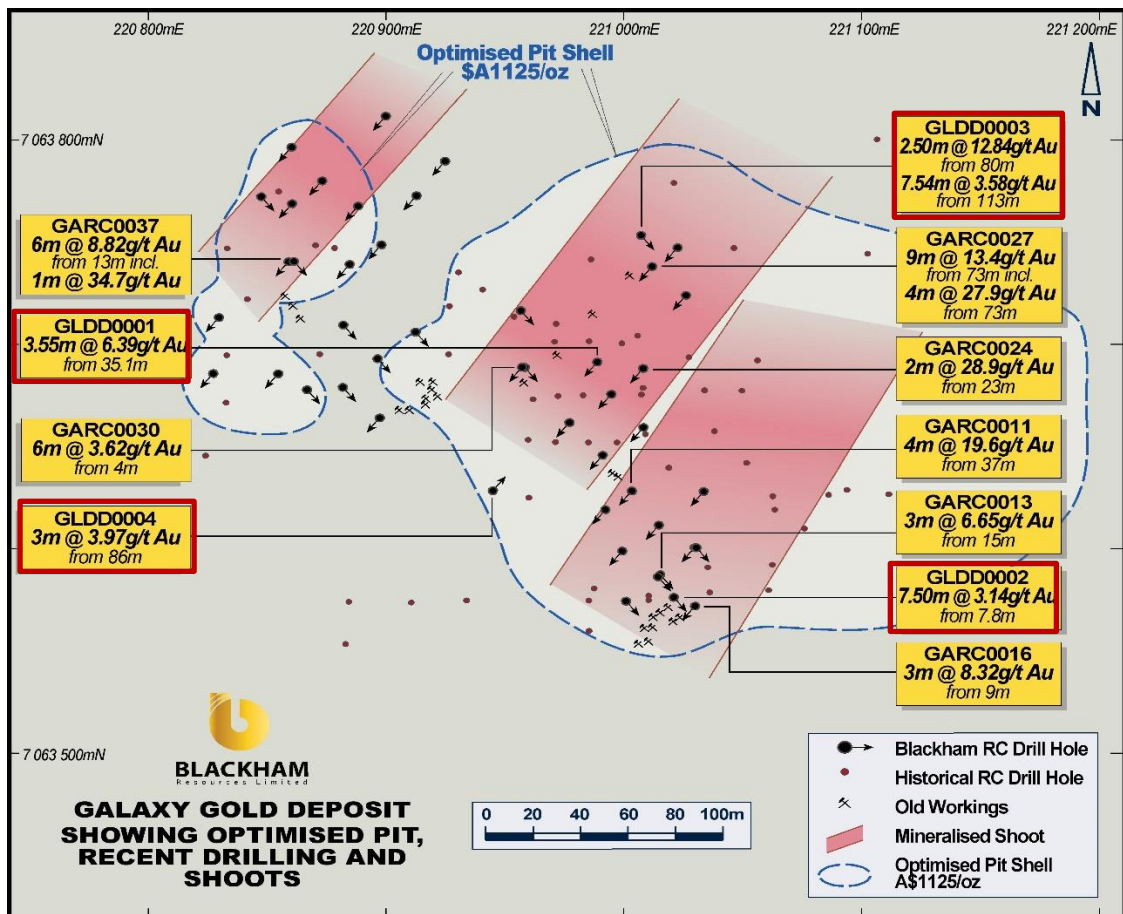 220 800mE
220 900mE
221 000mE
221 100mE
221 200mE
Optimised Pit Shell
$A1125/oz
N
7 063 800mN
GLDD0003
2.50m @ 12.84g/t Au
from 80m
7.54m @ 3.58g/t Au
from 113m
GARC0037
6m @ 8.82g/t Au
from 13m incl.
1m @ 34.7g/t Au
GARC0027
9m @ 13.4g/t Au
from 73m incl.
4m @ 27.9g/t Au
from 73m
GLDD0001
3.55m @ 6.39g/t Au
from 35.1m
GARC0024
2m @ 28.9g/t Au
from 23m
GARC0030
6m @ 3.62g/t Au
from 4m
GARC0011
4m @ 19.6g/t Au
from 37m
GLDD0004
3m @ 3.97g/t Au
from 86m
GARC0013
3m @ 6.65g/t Au
from 15m
GLDD0002
7.50m @ 3.14g/t Au
from 7.8m
GARC0016
3m @ 8.32g/t Au
from 9m
7 063 500mN
BLACKHAM
Resources Limited
GALAXY GOLD DEPOSIT
SHOWING OPTIMISED PIT,
RECENT DRILLING AND
SHOOTS
0 20 40 60 80 100m
Blackham RC Drill Hole
Historical RC Drill Hole
Old Workings
Mineralised Shoot
Optimised Pit Shell
A$1125/oz